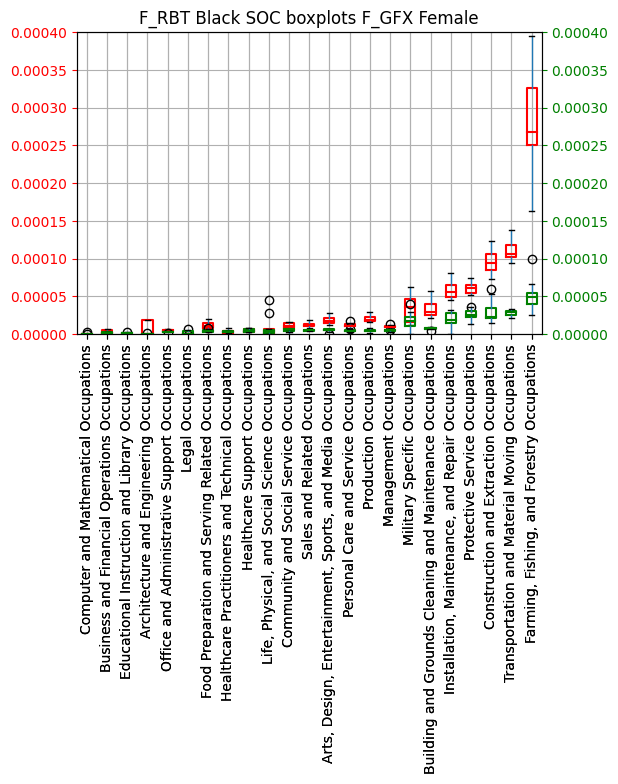 F_RBT Black SOC boxplots F_GFX Female
0.00040
0.00035
0.00030
0.00025
0.00020
0.00015
0.00010
0.00005
0.00000
0.00040
0.00035
0.00030
0.00025
0.00020
0.00015
0.00010
0.00005
0.00000
Computer and Mathematical Occupations
Business and Financial Operations Occupations
Educational Instruction and Library Occupations
Architecture and Engineering Occupations
Office and Administrative Support Occupations
Legal Occupations
Food Preparation and Serving Related Occupations
Healthcare Practitioners and Technical Occupations
Healthcare Support Occupations
Life, Physical, and Social Science Occupations
Community and Social Service Occupations
Sales and Related Occupations
Arts, Design, Entertainment, Sports, and Media Occupations
Personal Care and Service Occupations
Production Occupations
Management Occupations
Military Specific Occupations
Building and Grounds Cleaning and Maintenance Occupations
Installation, Maintenance, and Repair Occupations
Protective Service Occupations
Construction and Extraction Occupations
Transportation and Material Moving Occupations
Farming, Fishing, and Forestry Occupations